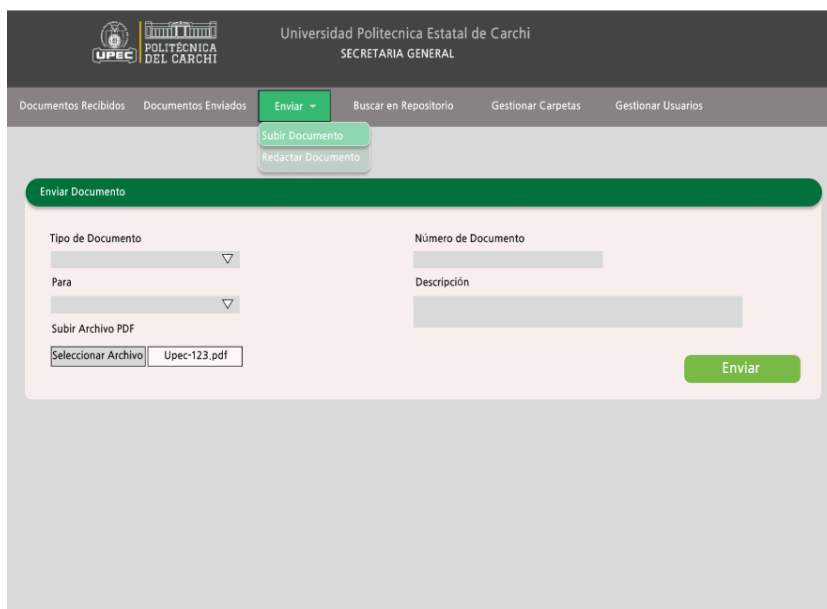 UPEC
POLITÉCNICA
DEL CARCHI
Universidad Politecnica Estatal de Carchi
SECRETARIA GENERAL
Documentos Recibidos Documentos Enviados Enviar Buscar en Repositorio Gestionar Carpetas Gestionar Usuarios
Subir Documento
Redactar Documento
Enviar Documento
Tipo de Documento
Número de Documento
Para
Descripción
Subir Archivo PDF
Seleccionar Archivo Upec-123.pdf
Enviar